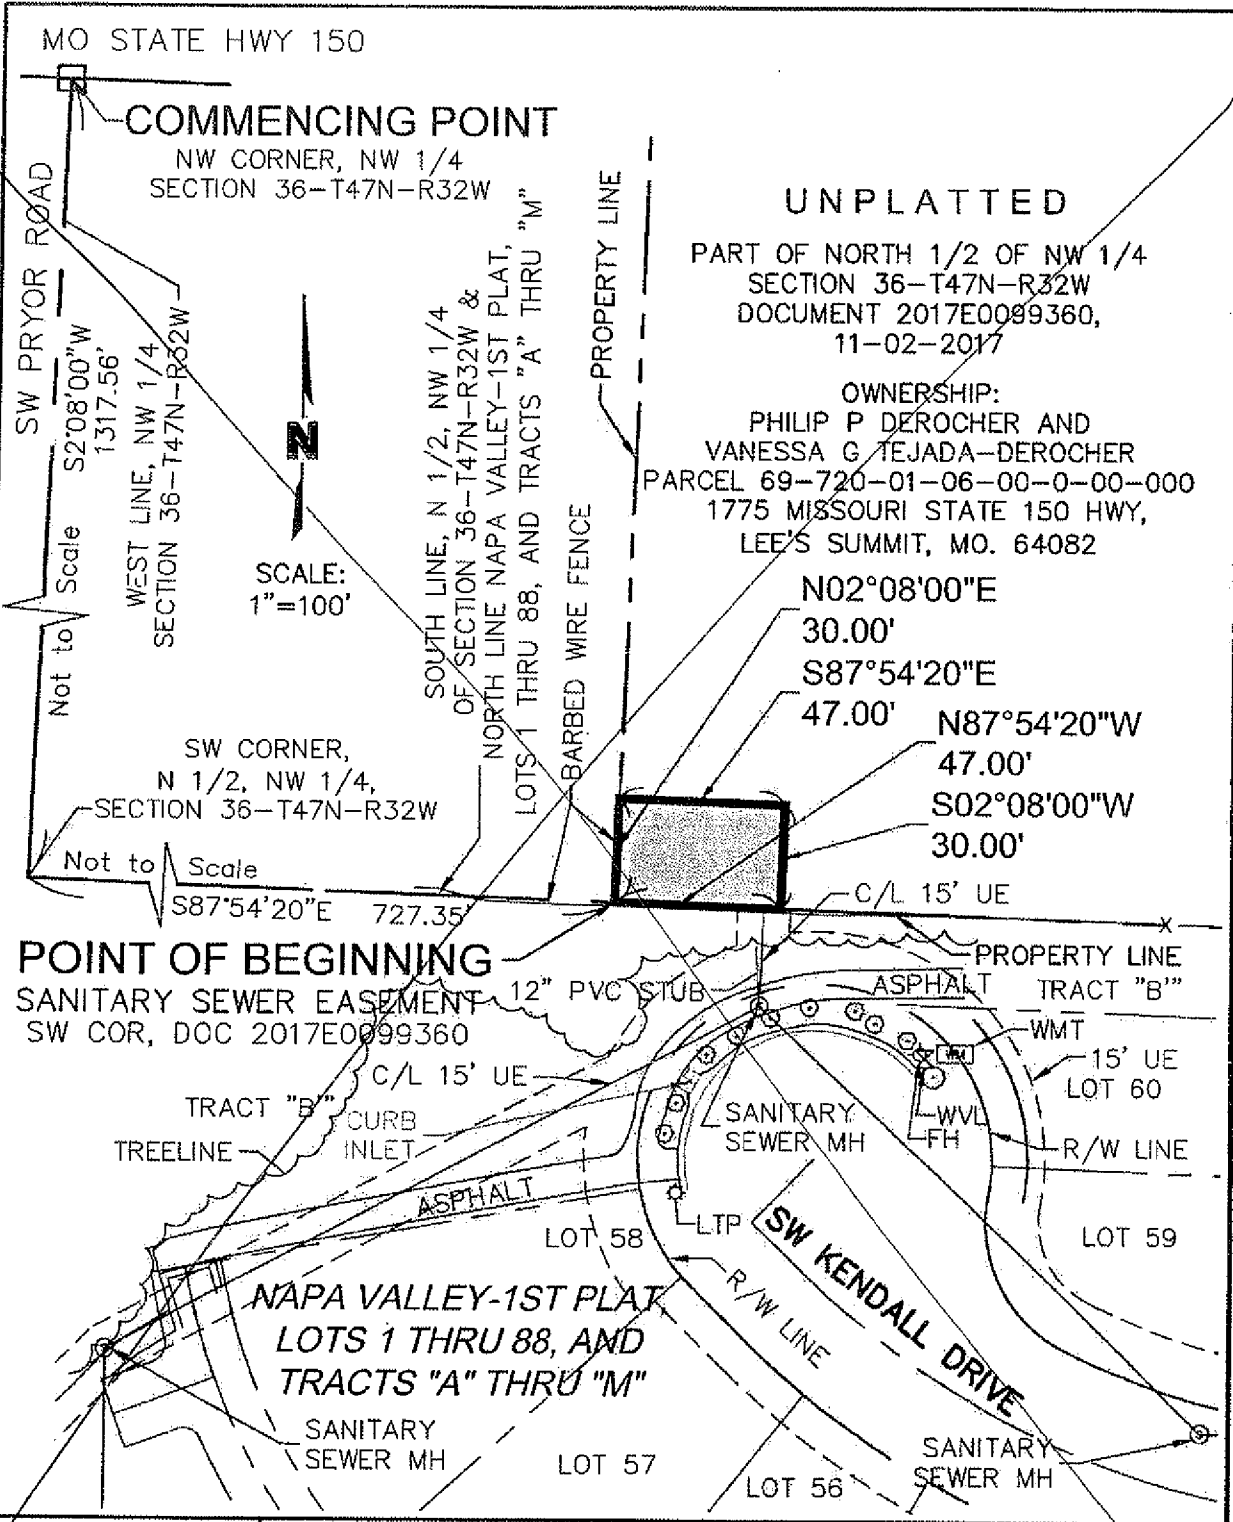 MO STATE HWY 150
COMMENCING POINT
NW CORNER, NW 1/4
SECTION 36-T47N-R32W
SW PRYOR ROAD
S2°08'00"W
1317.56'
WEST LINE, NW 1/4
SECTION 36-T47N-R32W
Not to Scale
N
SCALE:
1"=100'
SOUTH LINE, N 1/2, NW 1/4
OF SECTION 36-T47N-R32W &
NORTH LINE NAPA VALLEY-1ST PLAT,
LOTS 1 THRU 88, AND TRACTS "A" THRU "M"
BARBED WIRE FENCE
PROPERTY LINE
UNPLATTED
PART OF NORTH 1/2 OF NW 1/4
SECTION 36-T47N-R32W
DOCUMENT 2017E0099360,
11-02-2017
OWNERSHIP:
PHILIP P DEROCHER AND
VANESSA G TEJADA-DEROCHER
PARCEL 69-720-01-06-00-0-00-000
1775 MISSOURI STATE 150 HWY,
LEE'S SUMMIT, MO. 64082
N02°08'00"E
30.00'
S87°54'20"E
47.00'
N87°54'20"W
47.00'
S02°08'00"W
30.00'
SW CORNER,
N 1/2, NW 1/4,
SECTION 36-T47N-R32W
Not to Scale
S87°54'20"E 727.35'
POINT OF BEGINNING
SANITARY SEWER EASEMENT
SW COR, DOC 2017E0099360
C/L 15' UE
X
PROPERTY LINE
12" PVC STUB
ASPHALT
TRACT "B"
WMT
WM
15' UE
LOT 60
C/L 15' UE
TRACT "B"
CURB
INLET
TREELINE
SANITARY
SEWER MH
WVL
FH
R/W LINE
ASPHALT
LTP
LOT 58
LOT 59
SW KENDALL DRIVE
R/W LINE
NAPA VALLEY-1ST PLAT,
LOTS 1 THRU 88, AND
TRACTS "A" THRU "M"
SANITARY
SEWER MH
LOT 57
LOT 56
SANITARY
SEWER MH